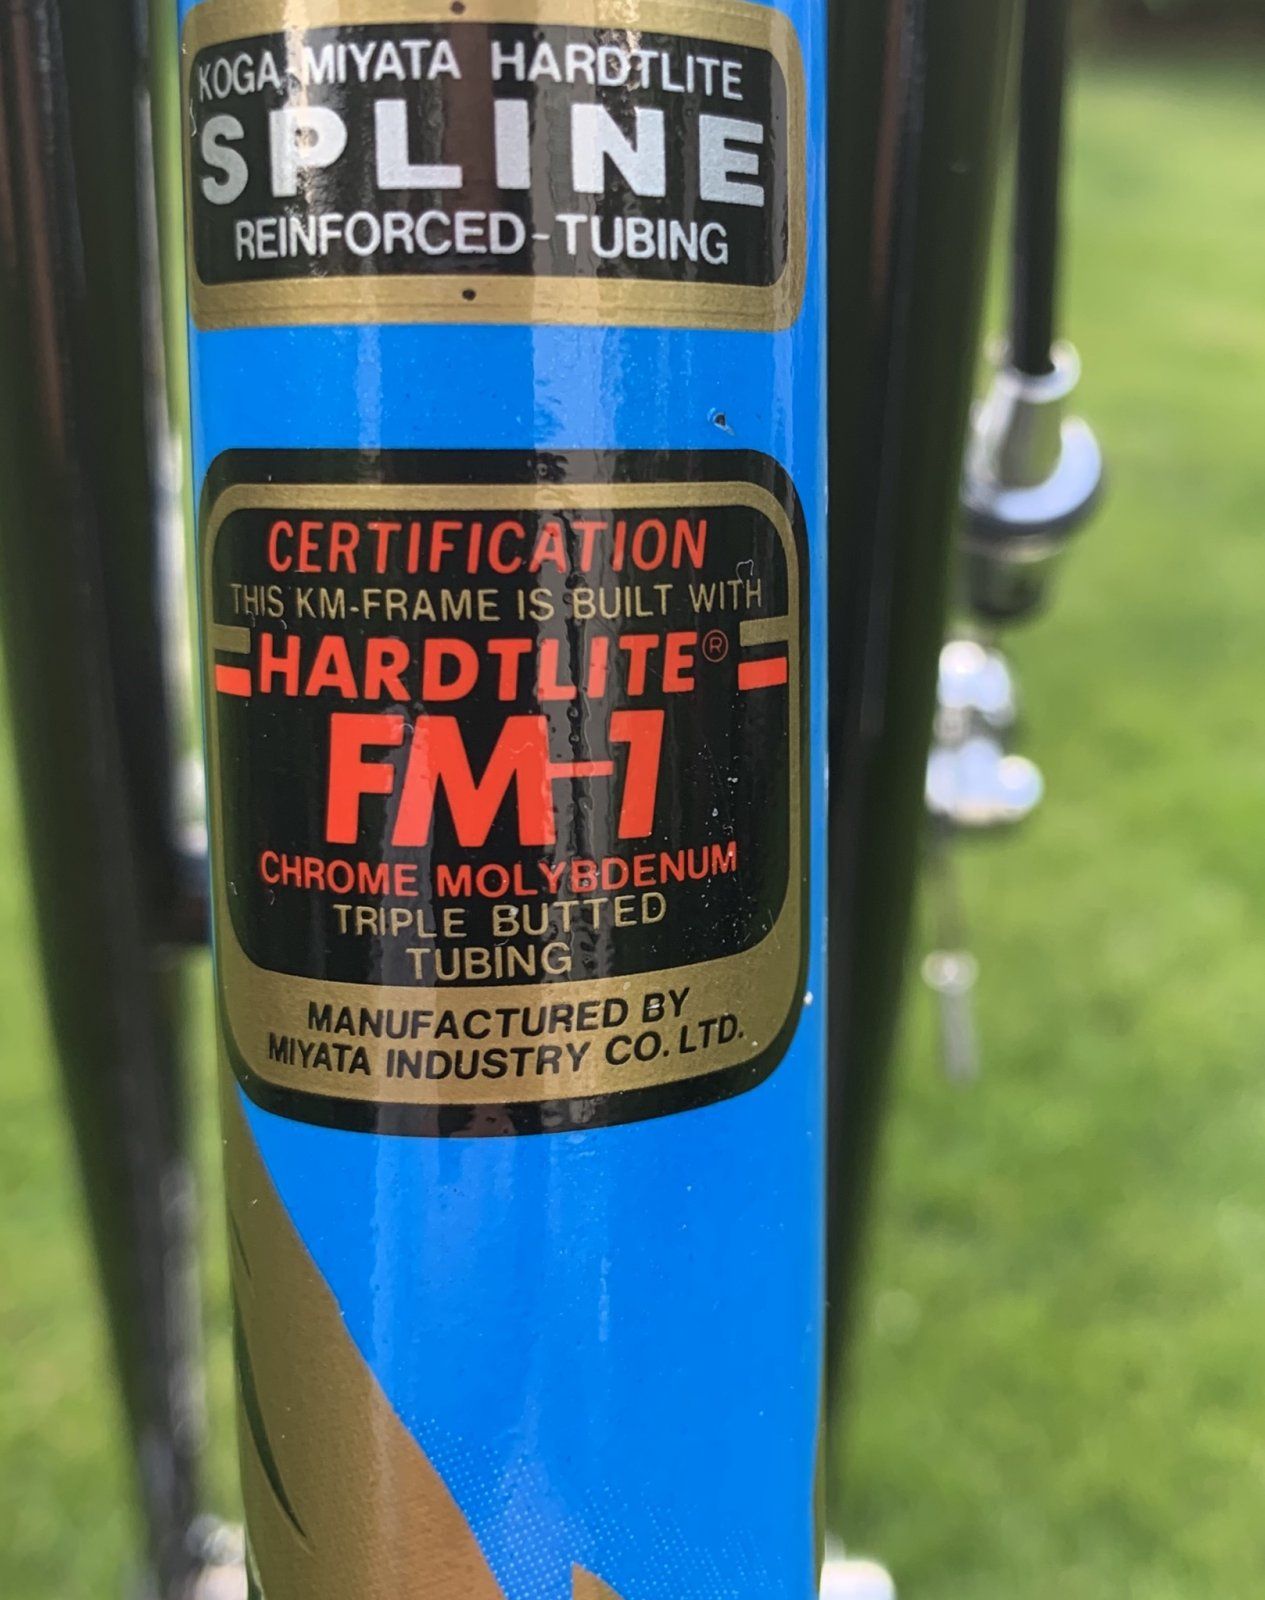 KOGA-MIYATA HARDTLITE
SPLINE
REINFORCED-TUBING
CERTIFICATION
THIS KM-FRAME IS BUILT WITH
HARDTLITE®
FM-1
CHROME MOLYBDENUM
TRIPLE BUTTED
TUBING
MANUFACTURED BY
MIYATA INDUSTRY CO. LTD.